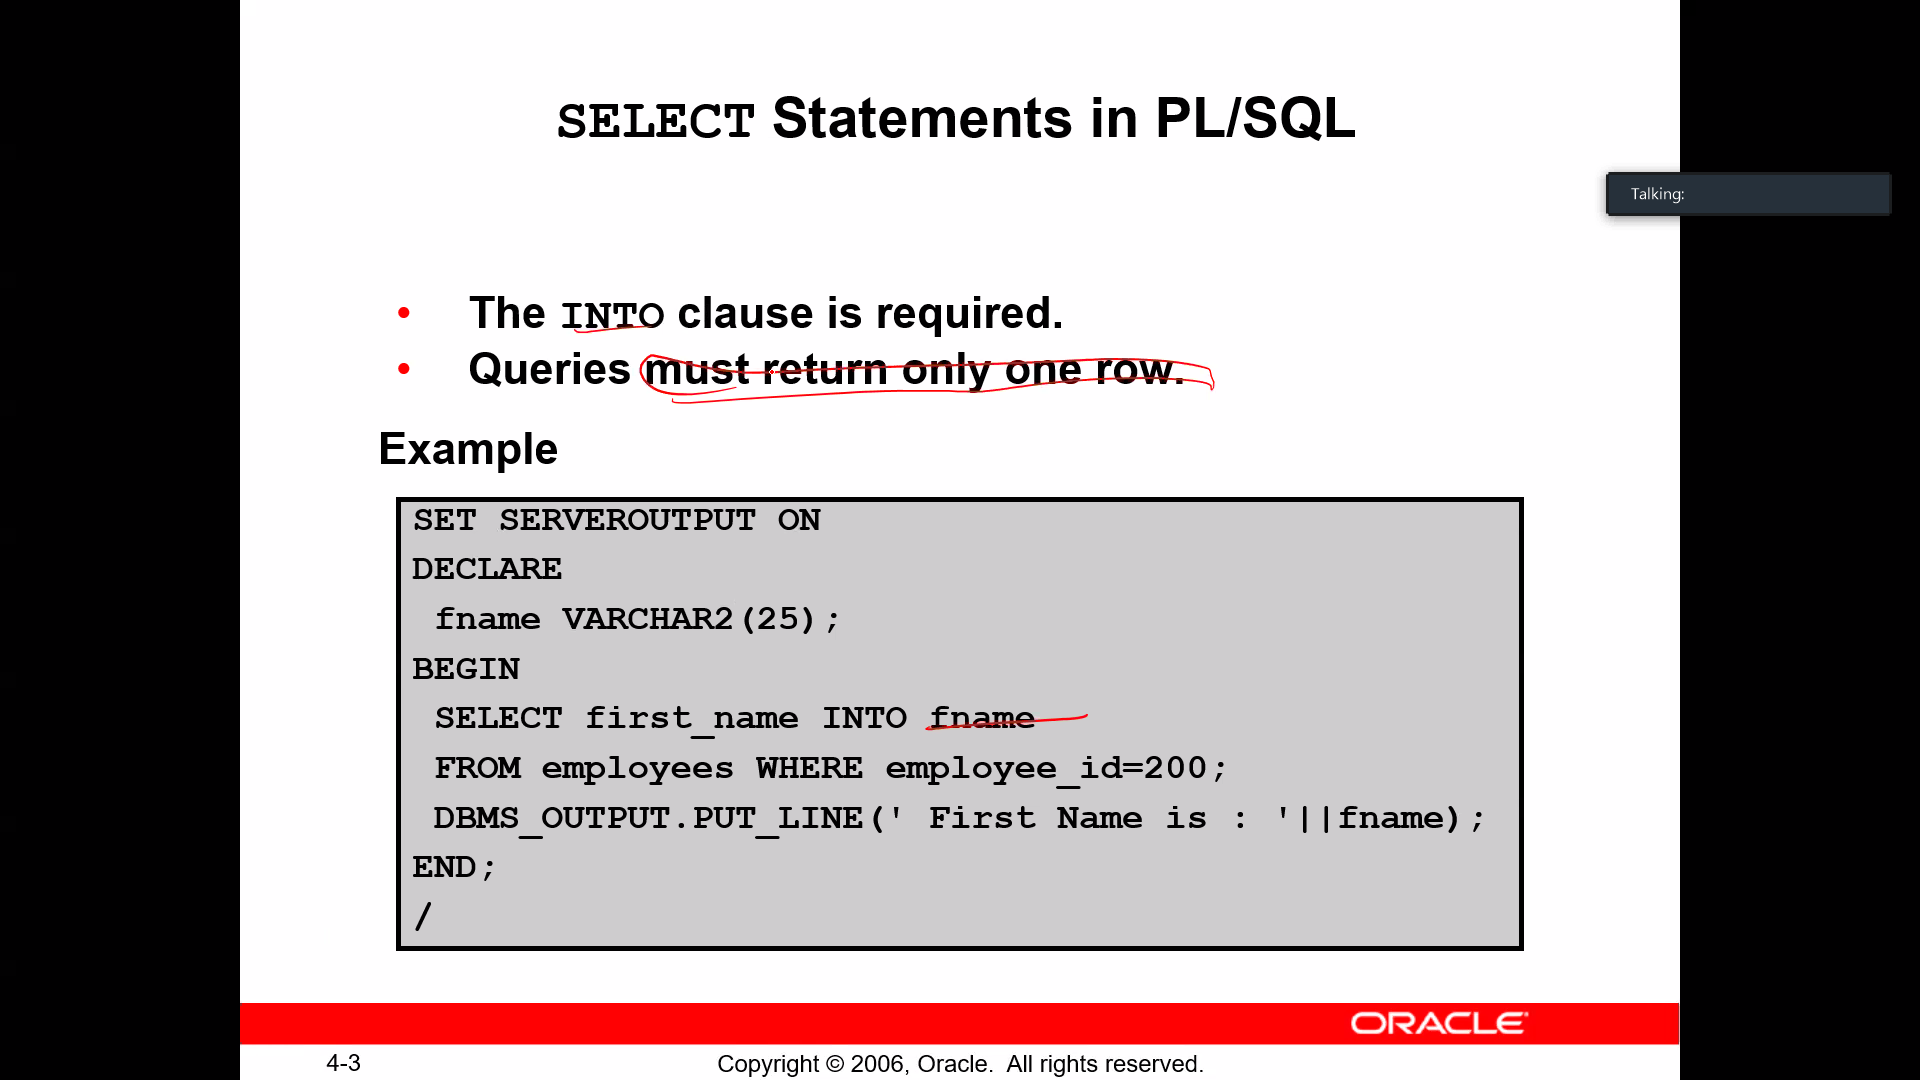 SELECT Statements in PL/SQL
Talking:
• The INTO clause is required.
• Queries must return only one row.
Example
SET SERVEROUTPUT ON
DECLARE
 fname VARCHAR2(25);
BEGIN
 SELECT first_name INTO fname
 FROM employees WHERE employee_id=200;
 DBMS_OUTPUT.PUT_LINE(' First Name is : '||fname);
END;
/
ORACLE
4-3 Copyright © 2006, Oracle. All rights reserved.